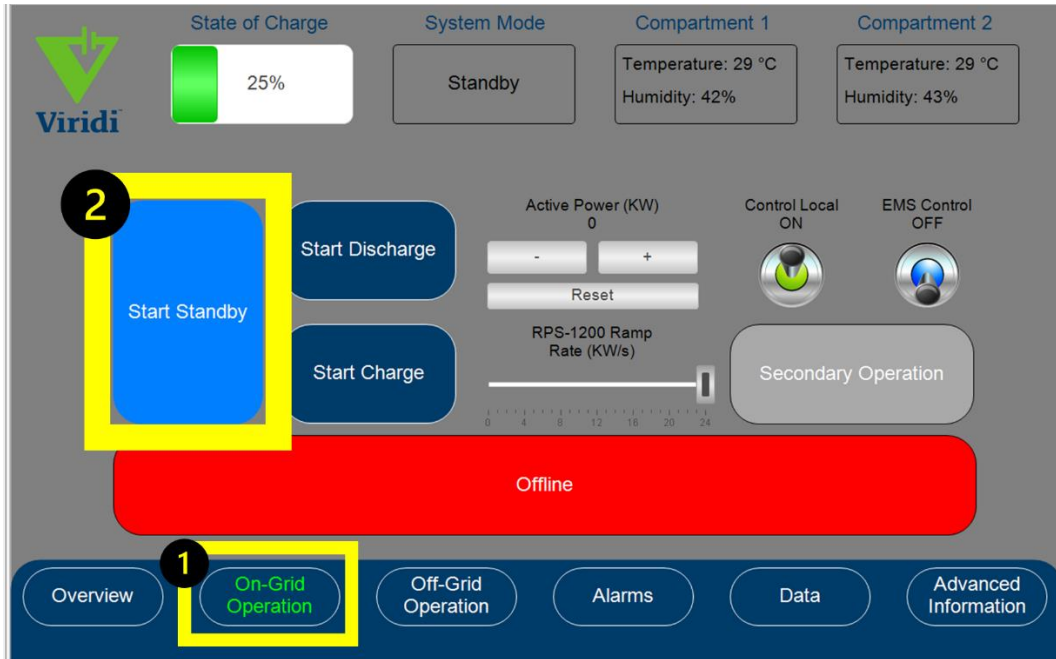 State of Charge
System Mode
Compartment 1
Compartment 2
Viridi™
25%
Standby
Temperature: 29 °C
Humidity: 42%
Temperature: 29 °C
Humidity: 43%
2
Start Standby
Start Discharge
Start Charge
Active Power (KW)
0
-
+
Reset
RPS-1200 Ramp
Rate (KW/s)
0 4 8 12 16 20 24
Control Local
ON
EMS Control
OFF
Secondary Operation
Offline
1
Overview
On-Grid
Operation
Off-Grid
Operation
Alarms
Data
Advanced
Information